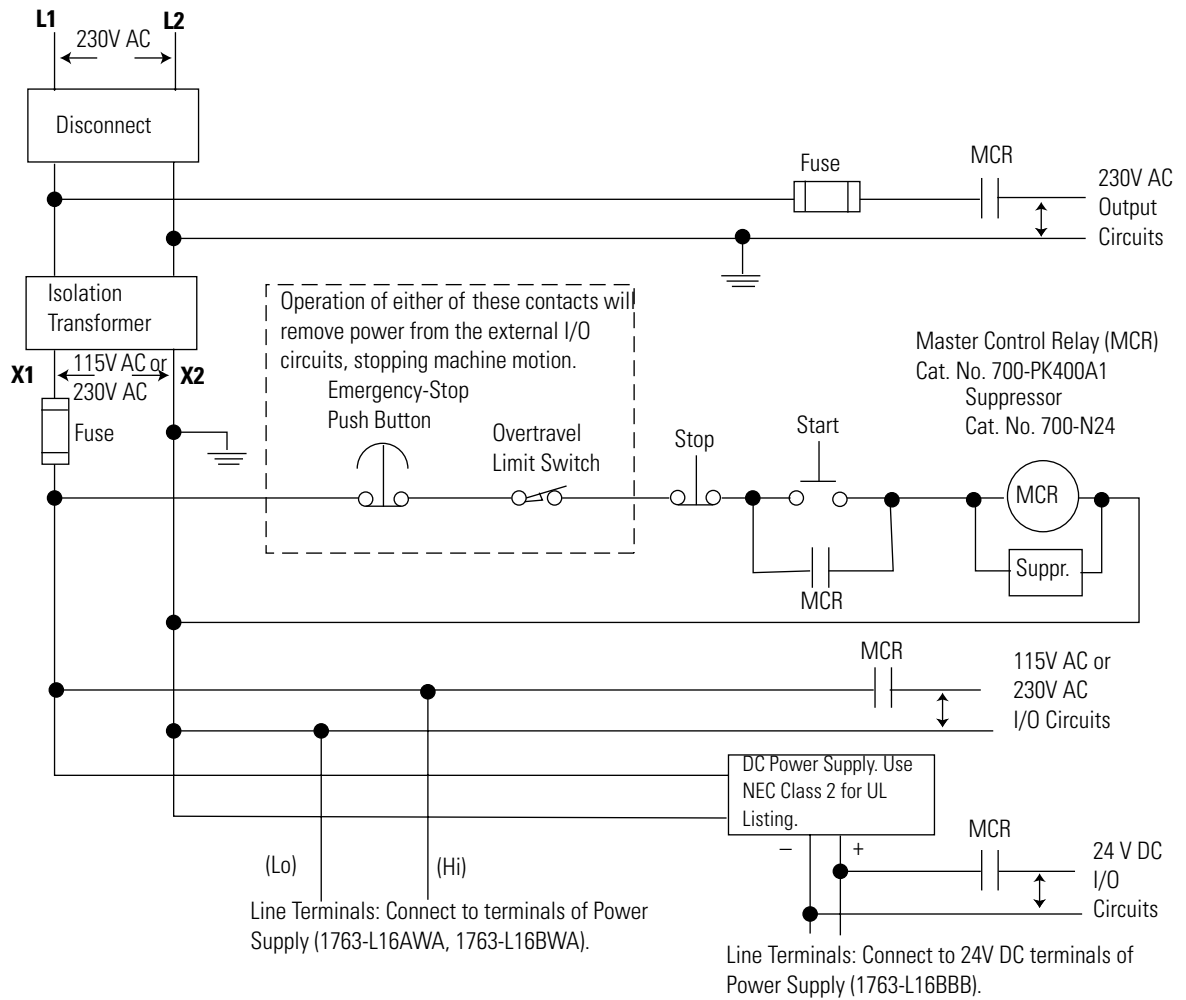 L1
L2
230V AC
Disconnect
Fuse
MCR
230V AC
Output
Circuits
Isolation
Transformer
Operation of either of these contacts will
remove power from the external I/O
circuits, stopping machine motion.
X1
115V AC or
230V AC
X2
Fuse
Emergency-Stop
Push Button
Overtravel
Limit Switch
Stop
Start
Master Control Relay (MCR)
Cat. No. 700-PK400A1
Suppressor
Cat. No. 700-N24
MCR
Suppr.
MCR
MCR
115V AC or
230V AC
I/O Circuits
DC Power Supply. Use
NEC Class 2 for UL
Listing.
– +
MCR
24 V DC
I/O
Circuits
(Lo)
(Hi)
Line Terminals: Connect to terminals of Power
Supply (1763-L16AWA, 1763-L16BWA).
Line Terminals: Connect to 24V DC terminals of
Power Supply (1763-L16BBB).